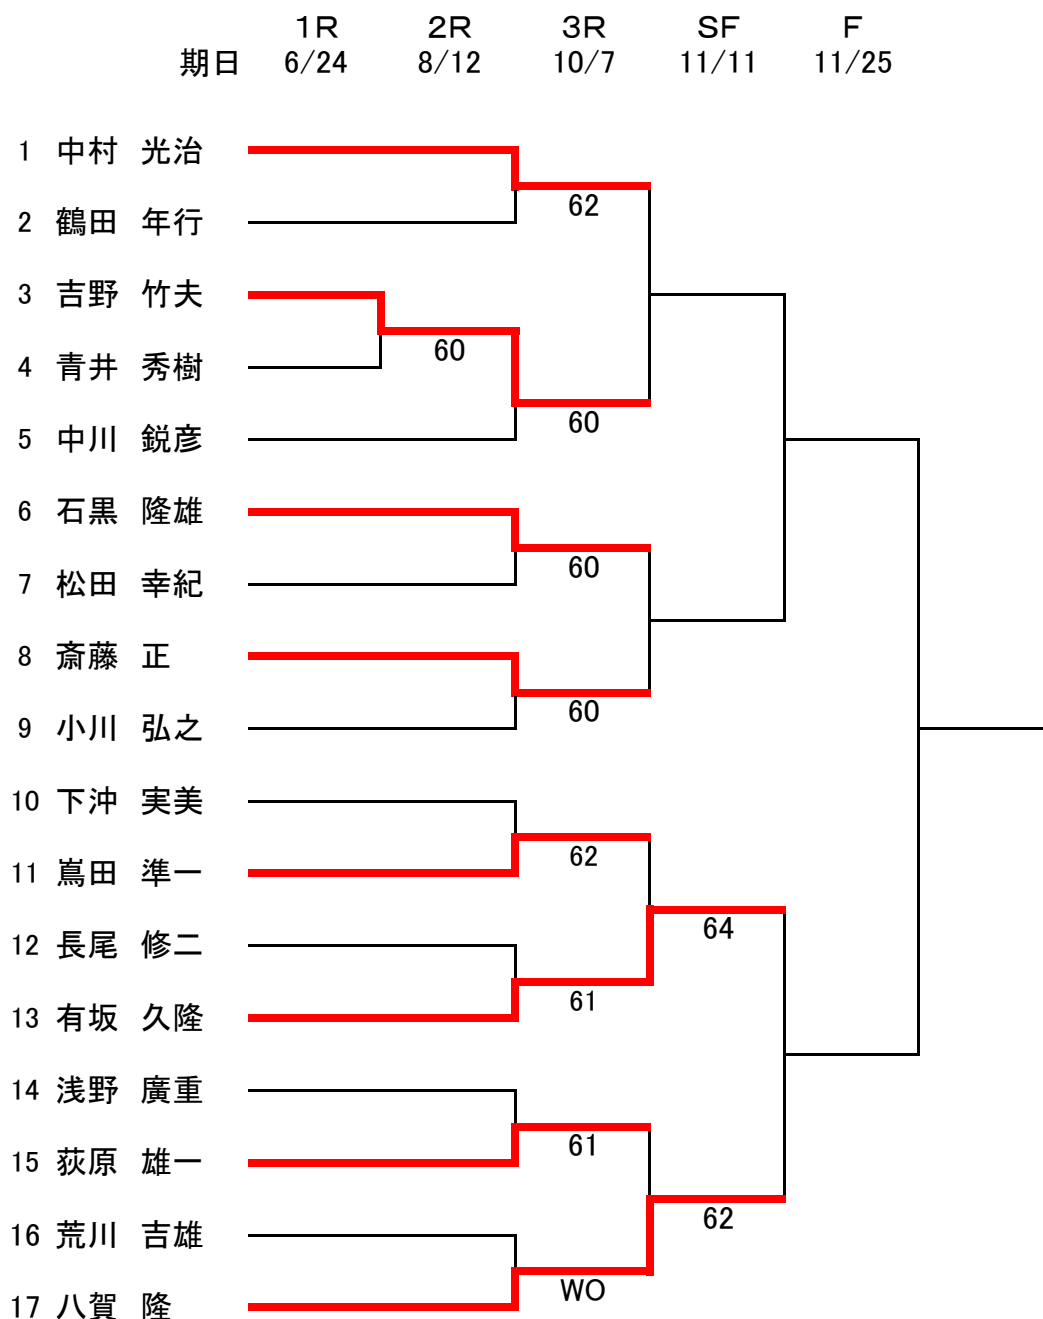 1R 2R 3R SF F
期日 6/24 8/12 10/7 11/11 11/25
1 中村 光治
62
2 鶴田 年行
3 吉野 竹夫
60
4 青井 秀樹
60
5 中川 鋭彦
6 石黒 隆雄
60
7 松田 幸紀
8 斎藤 正
60
9 小川 弘之
10 下沖 実美
62
11 嶌田 準一
64
12 長尾 修二
61
13 有坂 久隆
14 浅野 廣重
61
15 荻原 雄一
62
16 荒川 吉雄
WO
17 八賀 隆